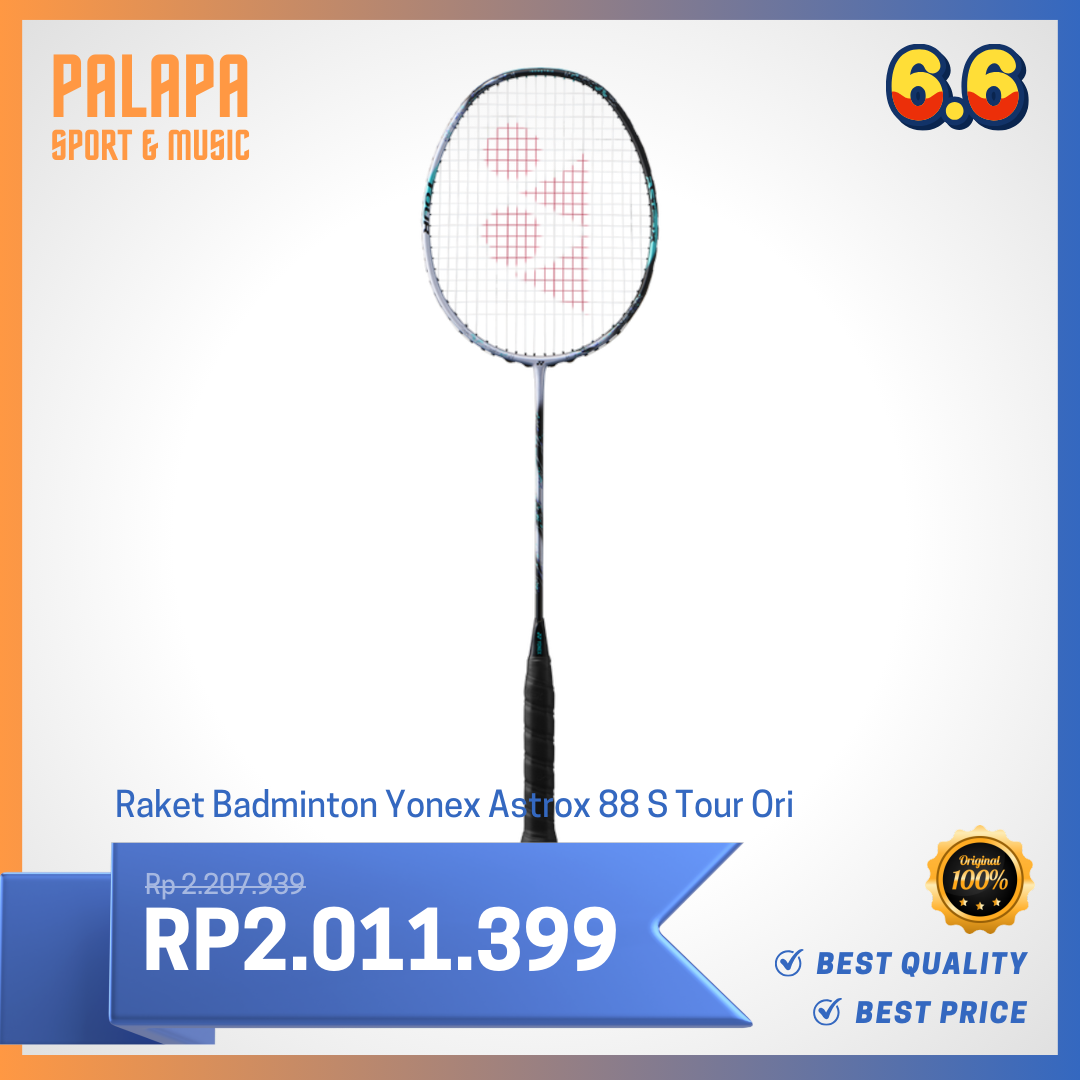 PALAPA
SPORT & MUSIC
6.6
TOUR
Raket Badminton Yonex Astrox 88 S Tour Ori
Rp 2.207.939
RP2.011.399
Original
100%
BEST QUALITY
BEST PRICE